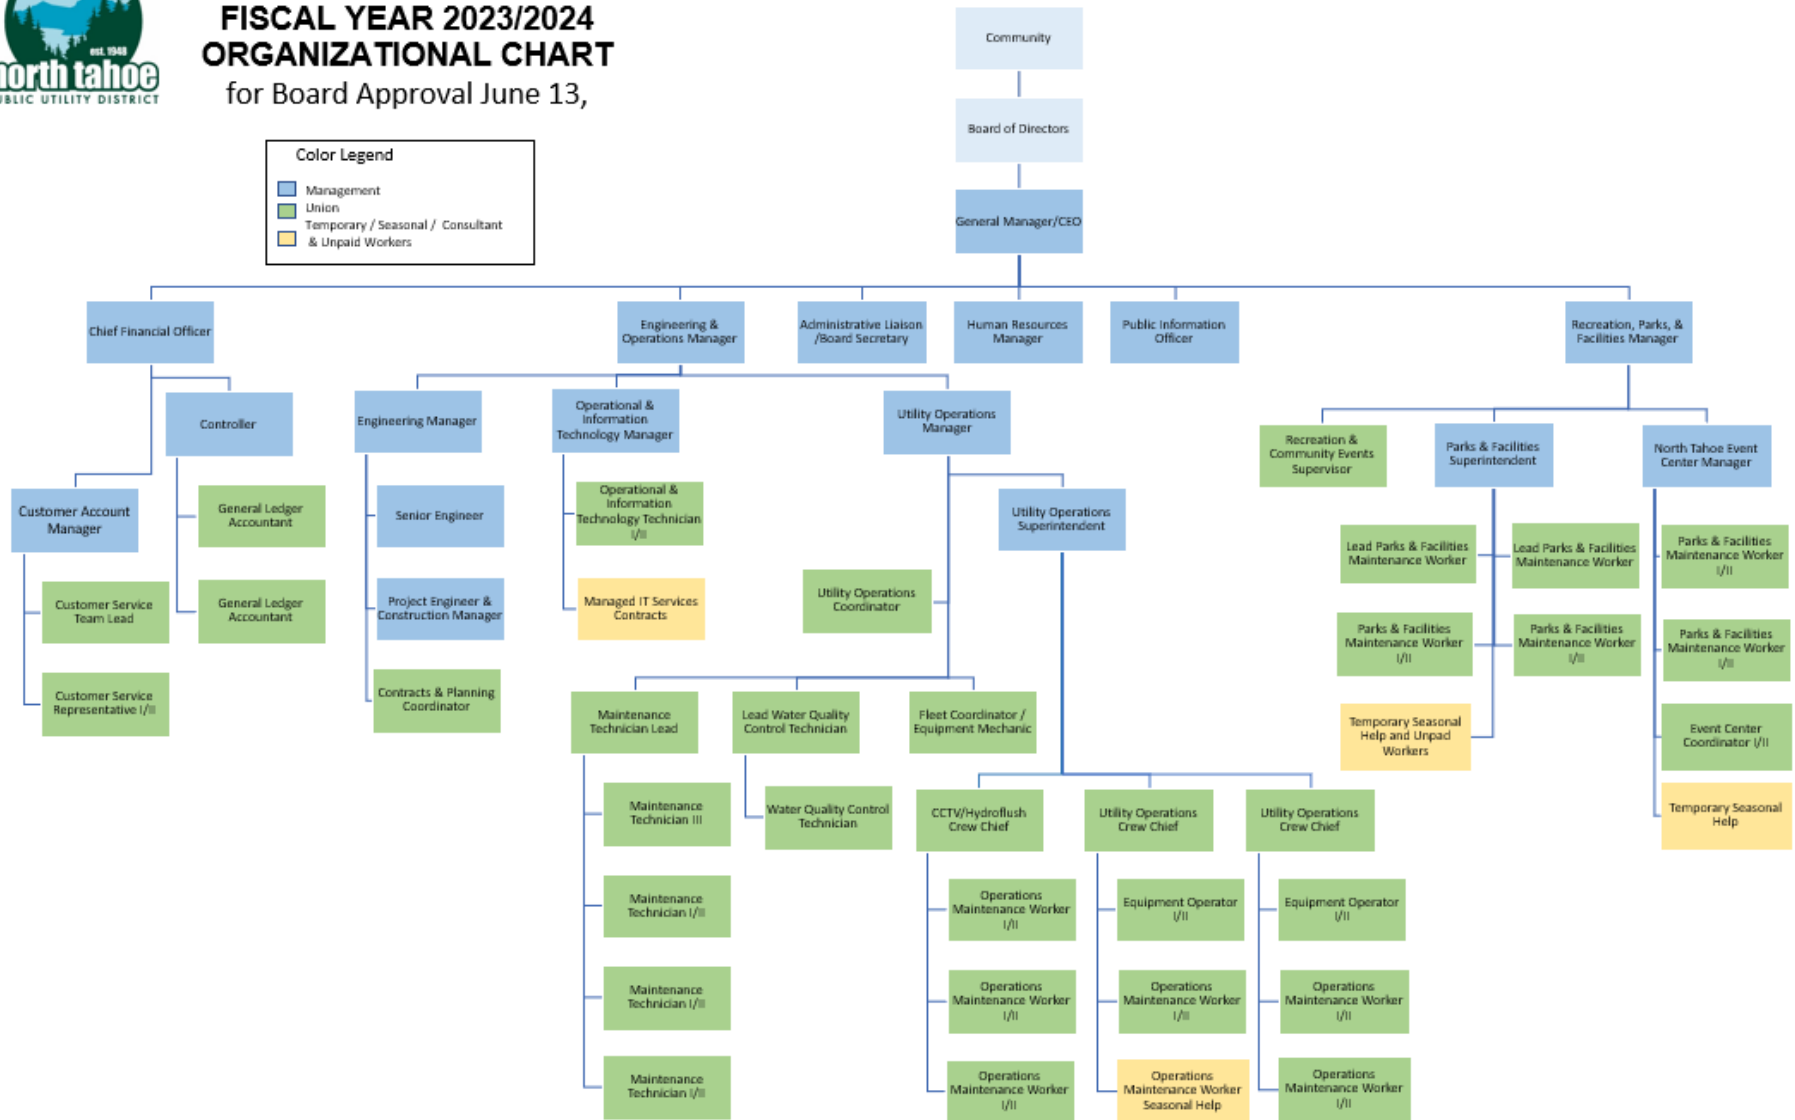 est. 1948
north tahoe
PUBLIC UTILITY DISTRICT
FISCAL YEAR 2023/2024
ORGANIZATIONAL CHART
for Board Approval June 13,
Color Legend
Management
Union
Temporary / Seasonal / Consultant
& Unpaid Workers
Community
Board of Directors
General Manager/CEO
Chief Financial Officer
Engineering &
Operations Manager
Administrative Liaison
/Board Secretary
Human Resources
Manager
Public Information
Officer
Recreation, Parks, &
Facilities Manager
Controller
Engineering Manager
Operational &
Information
Technology Manager
Utility Operations
Manager
Recreation &
Community Events
Supervisor
Parks & Facilities
Superintendent
North Tahoe Event
Center Manager
Customer Account
Manager
General Ledger
Accountant
General Ledger
Accountant
Customer Service
Team Lead
Customer Service
Representative I/II
Senior Engineer
Project Engineer &
Construction Manager
Contracts & Planning
Coordinator
Operational &
Information
Technology Technician
I/II
Managed IT Services
Contracts
Utility Operations
Superintendent
Utility Operations
Coordinator
Lead Parks & Facilities
Maintenance Worker
Lead Parks & Facilities
Maintenance Worker
Parks & Facilities
Maintenance Worker
I/II
Parks & Facilities
Maintenance Worker
I/II
Temporary Seasonal
Help and Unpaid
Workers
Parks & Facilities
Maintenance Worker
I/II
Parks & Facilities
Maintenance Worker
I/II
Event Center
Coordinator I/II
Temporary Seasonal
Help
Maintenance
Technician Lead
Lead Water Quality
Control Technician
Fleet Coordinator /
Equipment Mechanic
Maintenance
Technician III
Maintenance
Technician I/II
Maintenance
Technician I/II
Maintenance
Technician I/II
Water Quality Control
Technician
CCTV/Hydroflush
Crew Chief
Utility Operations
Crew Chief
Utility Operations
Crew Chief
Operations
Maintenance Worker
I/II
Operations
Maintenance Worker
I/II
Operations
Maintenance Worker
I/II
Equipment Operator
I/II
Operations
Maintenance Worker
I/II
Operations
Maintenance Worker
Seasonal Help
Equipment Operator
I/II
Operations
Maintenance Worker
I/II
Operations
Maintenance Worker
I/II